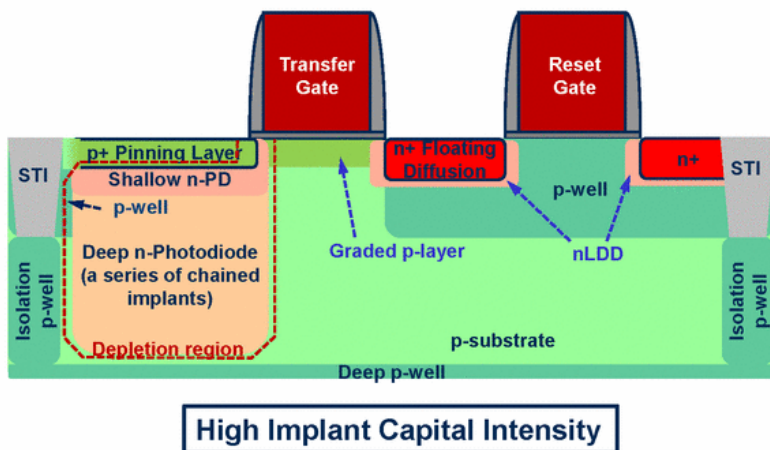 Transfer
Gate
Reset
Gate
STI
p+ Pinning Layer
n+ Floating
Diffusion
n+
STI
Shallow n-PD
p-well
p-well
Graded p-layer
nLDD
Deep n-Photodiode
(a series of chained
implants)
Isolation
p-well
Isolation
p-well
p-substrate
Depletion region
Deep p-well
High Implant Capital Intensity